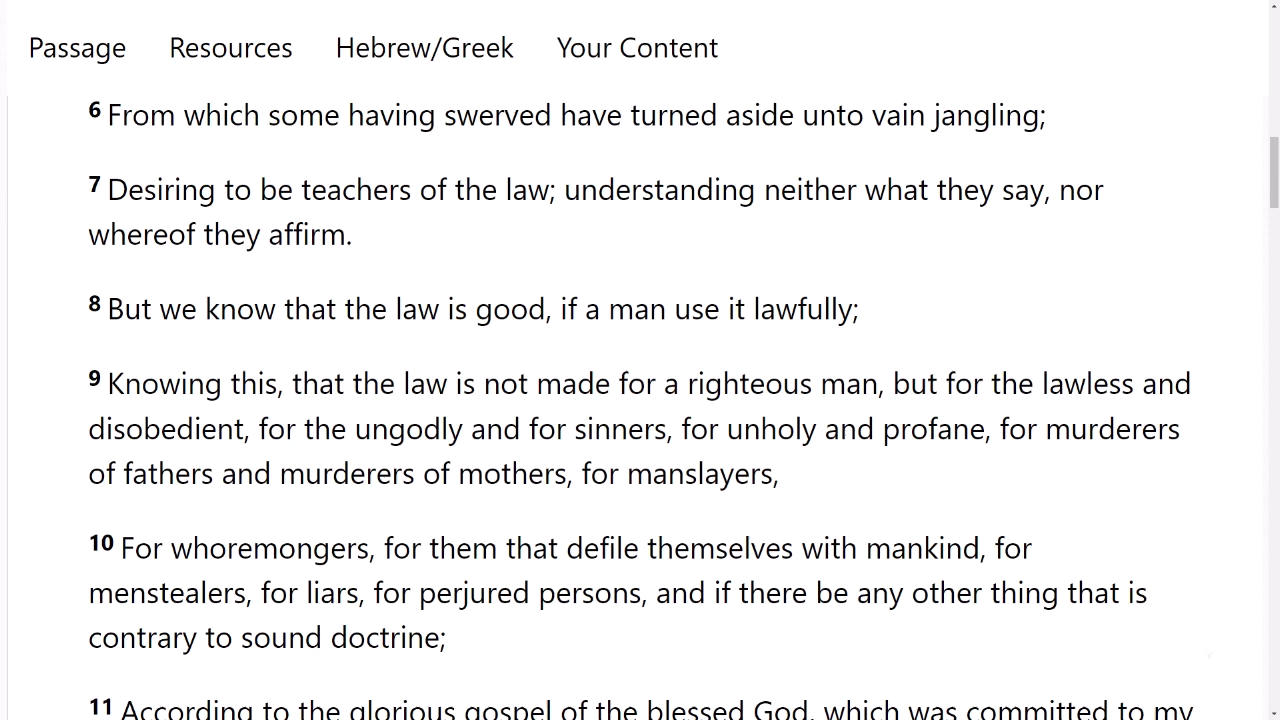 Passage Resources Hebrew/Greek Your Content
6 From which some having swerved have turned aside unto vain jangling;
7 Desiring to be teachers of the law; understanding neither what they say, nor
whereof they affirm.
8 But we know that the law is good, if a man use it lawfully;
9 Knowing this, that the law is not made for a righteous man, but for the lawless and
disobedient, for the ungodly and for sinners, for unholy and profane, for murderers
of fathers and murderers of mothers, for manslayers,
10 For whoremongers, for them that defile themselves with mankind, for
menstealers, for liars, for perjured persons, and if there be any other thing that is
contrary to sound doctrine;
11 According to the glorious gospel of the blessed God, which was committed to my